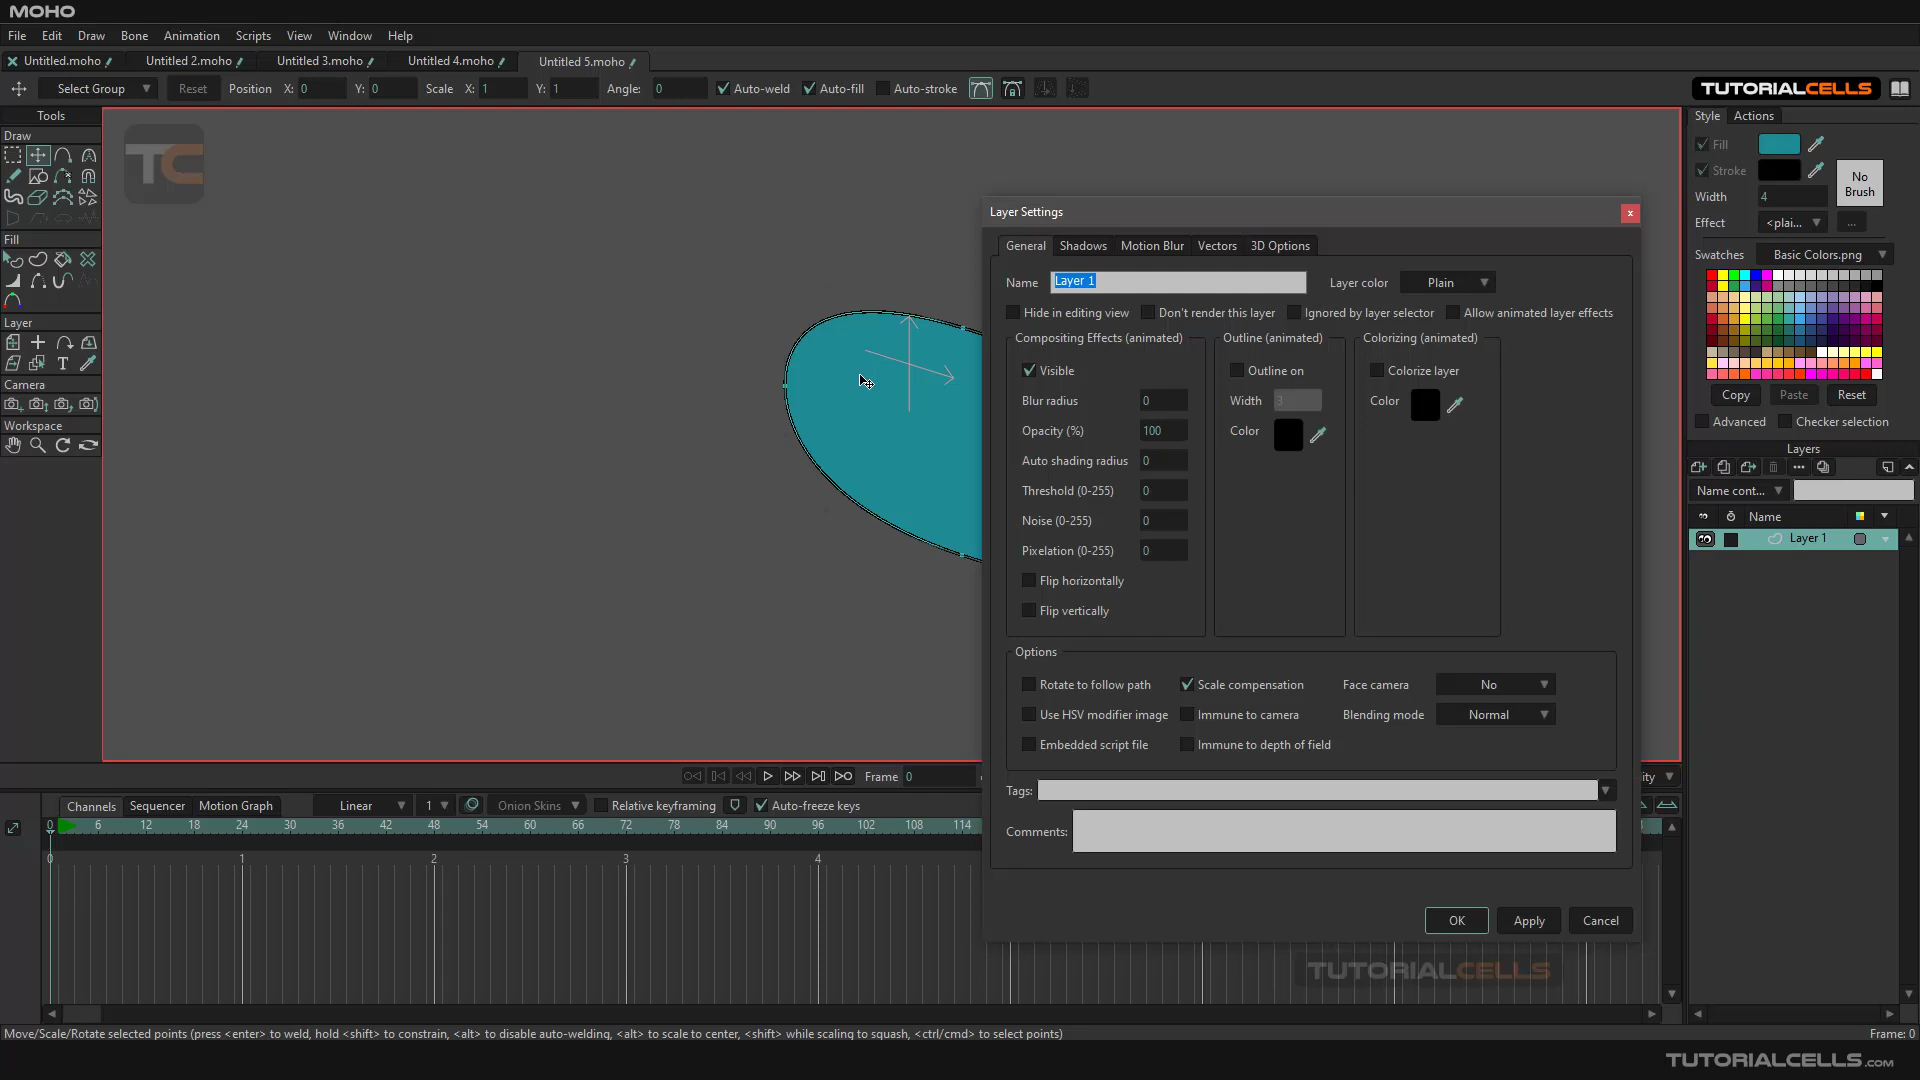 MOHO
File Edit Draw Bone Animation Scripts View Window Help
Untitled.moho Untitled 2.moho Untitled 3.moho Untitled 4.moho Untitled 5.moho
Select Group Reset Position X: 0 Y: 0 Scale X: 1 Y: 1 Angle: 0 Auto-weld Auto-fill Auto-stroke TUTORIALCELLS
Tools
Draw
Fill
Layer
T
Camera
Workspace
TC
Style Actions
Fill
Stroke
No Brush
Width 4
Effect <plai... ...
Swatches Basic Colors.png
Copy Paste Reset
Advanced Checker selection
Layers
Name cont...
Name
Layer 1
Layer Settings x
General Shadows Motion Blur Vectors 3D Options
Name Layer 1 Layer color Plain
Hide in editing view Don't render this layer Ignored by layer selector Allow animated layer effects
Compositing Effects (animated) Outline (animated) Colorizing (animated)
Visible Outline on Colorize layer
Blur radius 0 Width 3 Color
Opacity (%) 100 Color
Auto shading radius 0
Threshold (0-255) 0
Noise (0-255) 0
Pixelation (0-255) 0
Flip horizontally
Flip vertically
Options
Rotate to follow path Scale compensation Face camera No
Use HSV modifier image Immune to camera Blending mode Normal
Embedded script file Immune to depth of field
Tags:
Comments:
OK Apply Cancel
Frame 0 ity
Channels Sequencer Motion Graph Linear 1 Onion Skins Relative keyframing Auto-freeze keys
0 6 12 18 24 30 36 42 48 54 60 66 72 78 84 90 96 102 108 114
0 1 2 3 4
TUTORIALCELLS
Move/Scale/Rotate selected points (press <enter> to weld, hold <shift> to constrain, <alt> to disable auto-welding, <alt> to scale to center, <shift> while scaling to squash, <ctrl/cmd> to select points) Frame: 0
TUTORIALCELLS.com